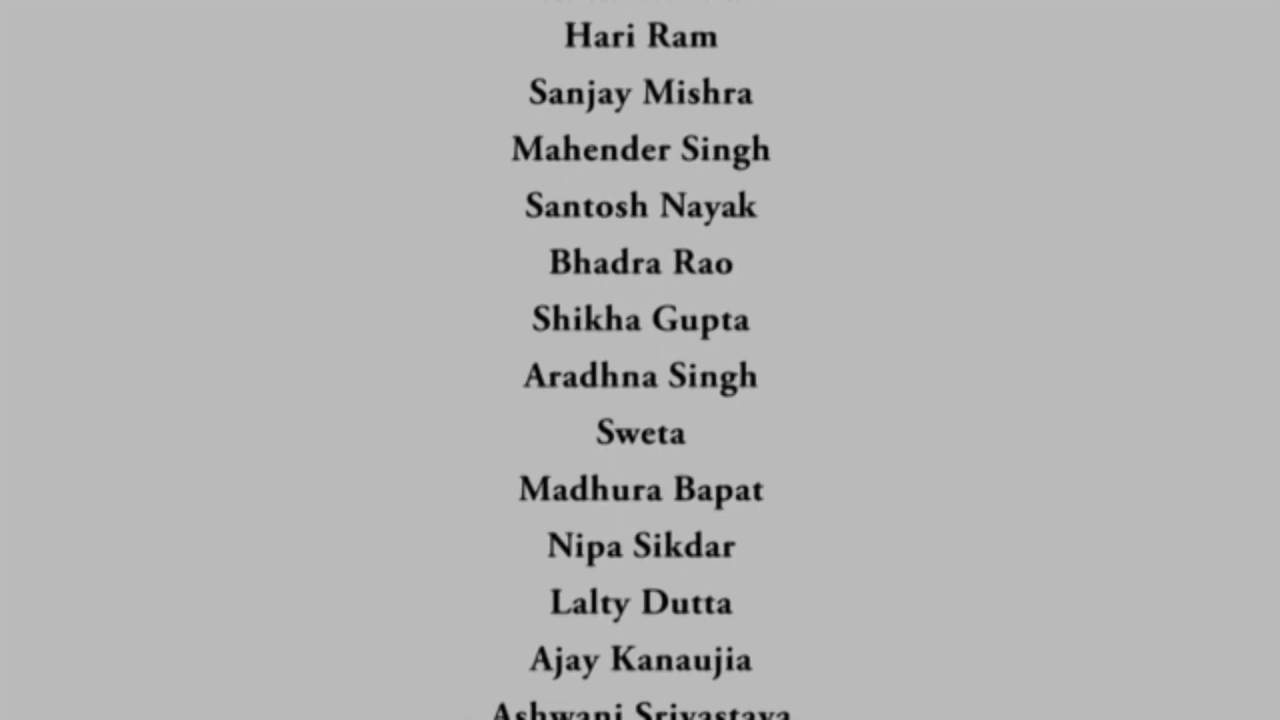 Hari Ram
Sanjay Mishra
Mahender Singh
Santosh Nayak
Bhadra Rao
Shikha Gupta
Aradhna Singh
Sweta
Madhura Bapat
Nipa Sikdar
Lalty Dutta
Ajay Kanaujia
Ashwani Srivastava